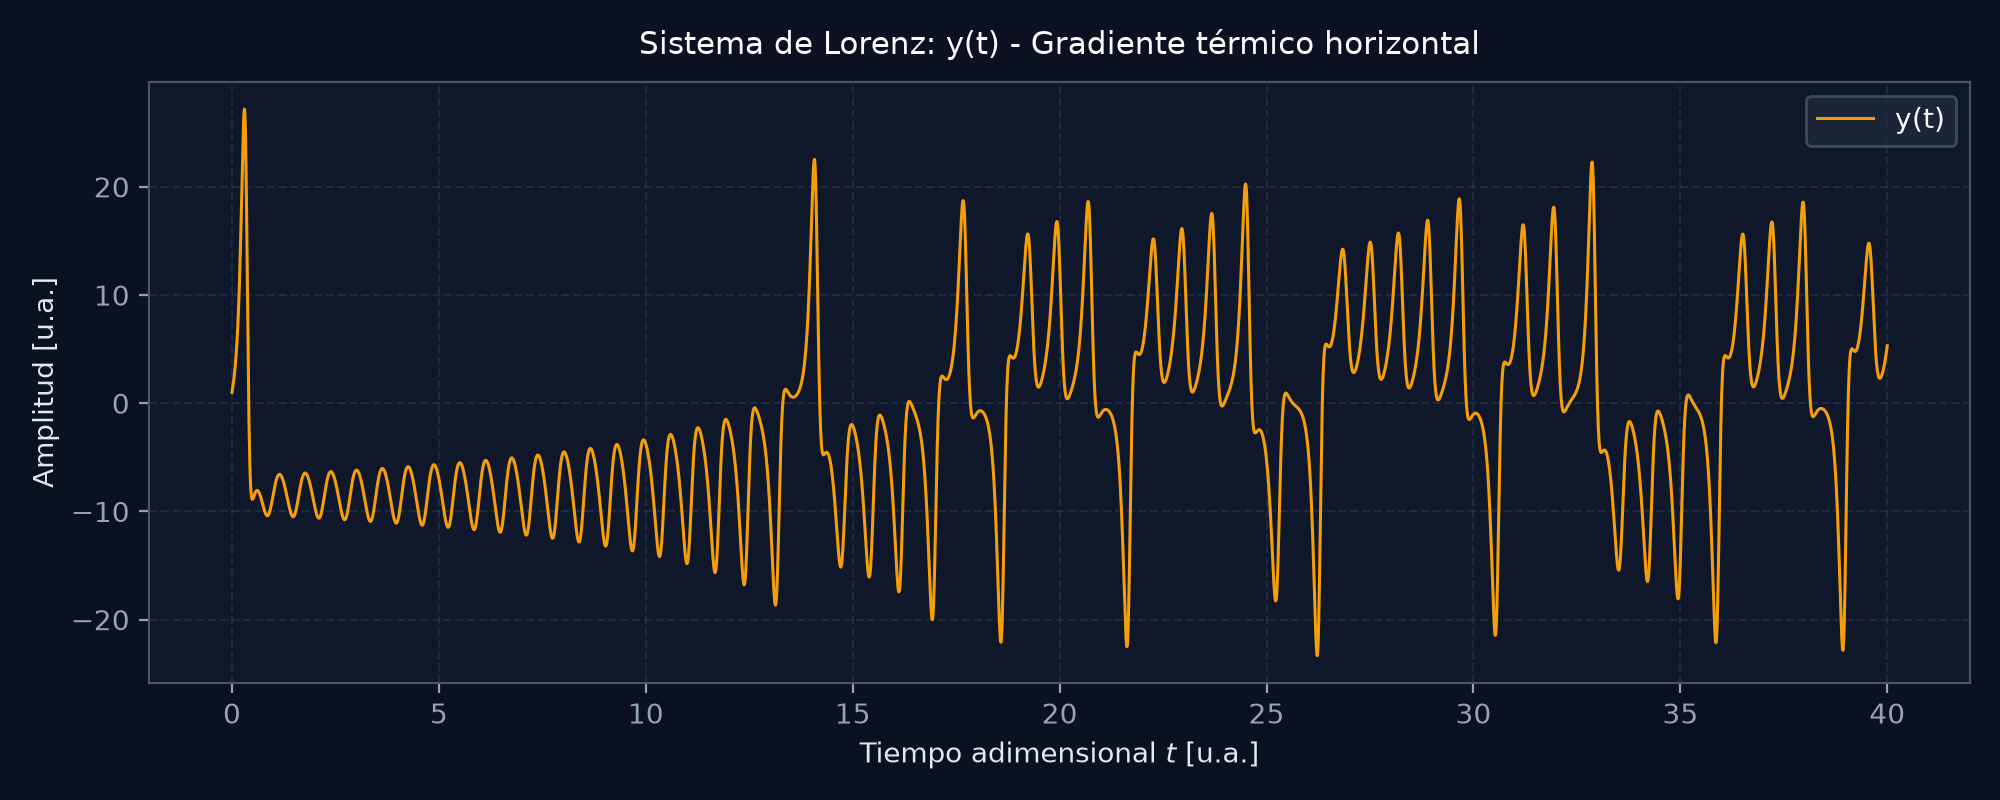 Sistema de Lorenz: y(t) - Gradiente térmico horizontal
y(t)
Amplitud [u.a.]
20
10
0
−10
−20
0 5 10 15 20 25 30 35 40
Tiempo adimensional t [u.a.]